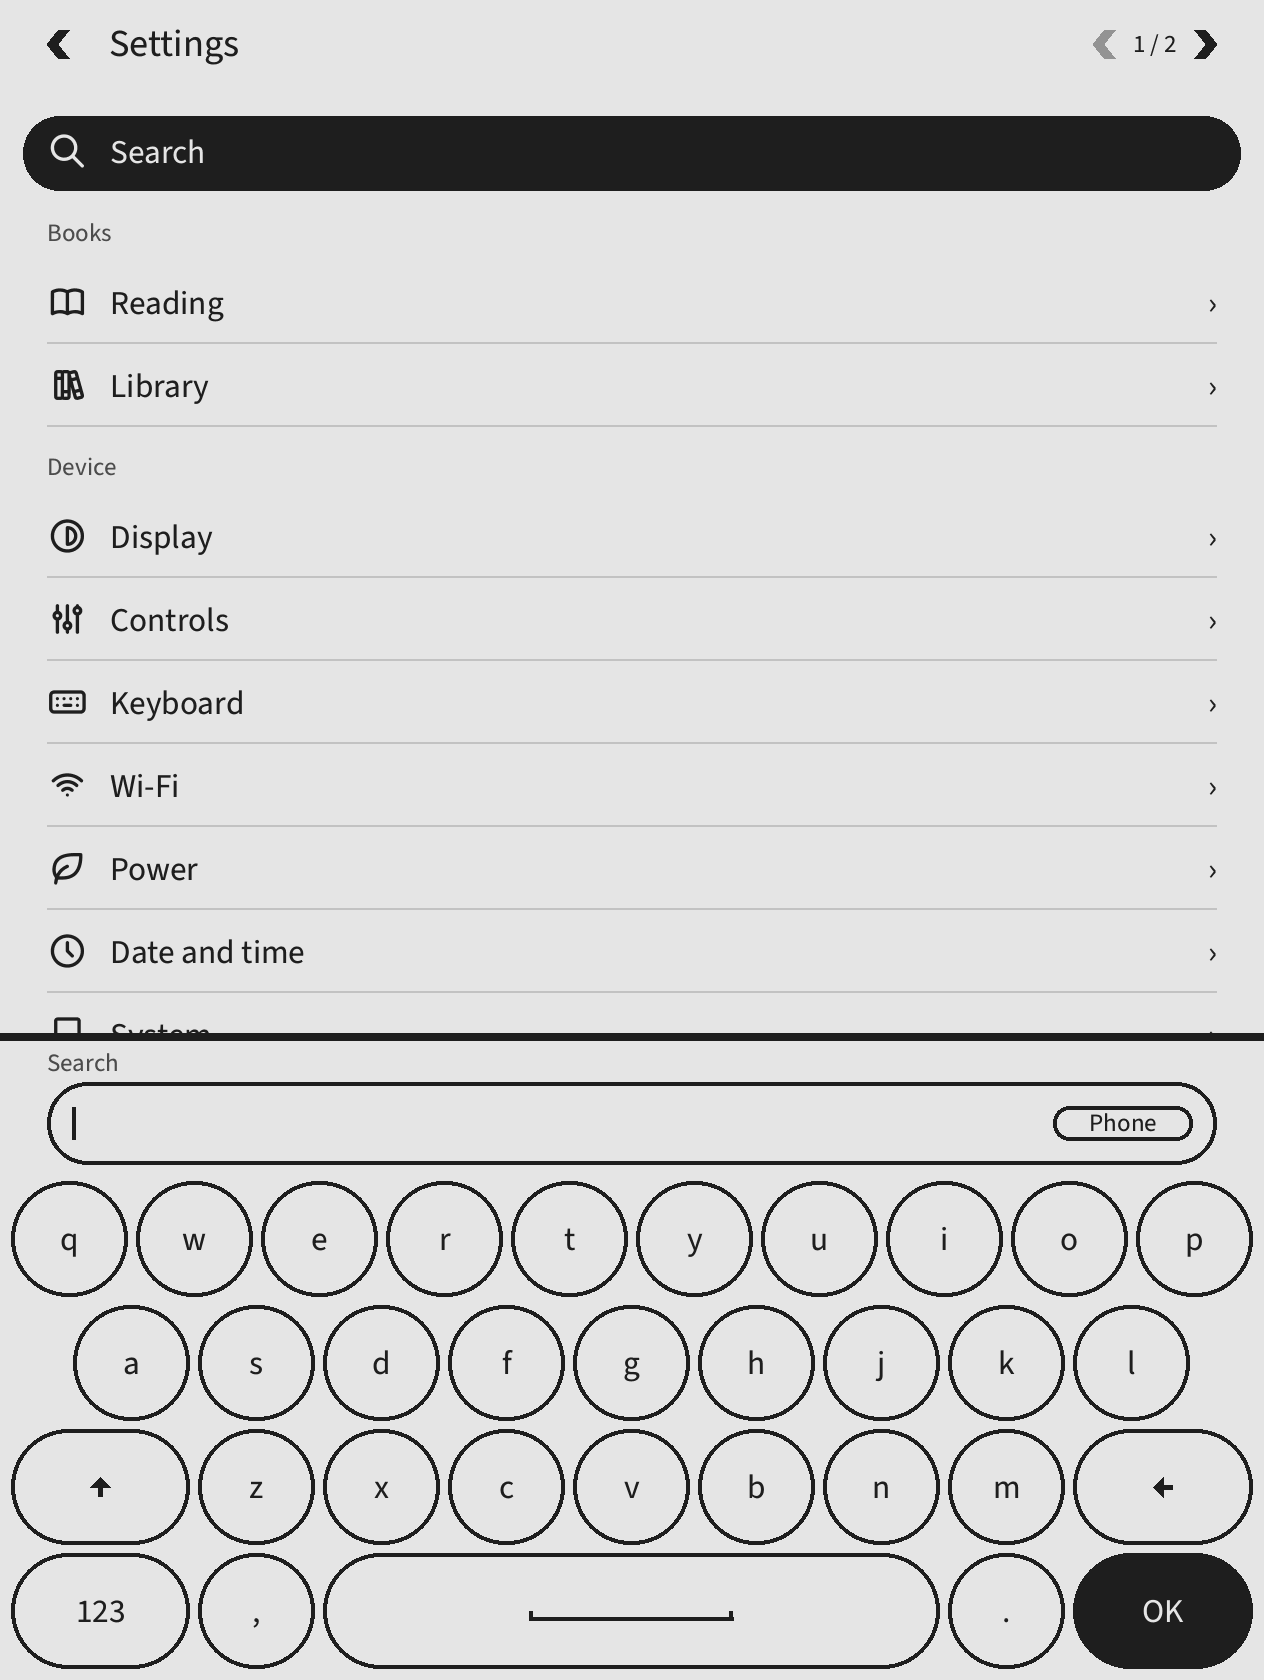 Settings
1 / 2
Search
Books
Reading
Library
Device
Display
Controls
Keyboard
Wi-Fi
Power
Date and time
System
Search
Phone
q w e r t y u i o p
a s d f g h j k l
z x c v b n m
123 , . OK